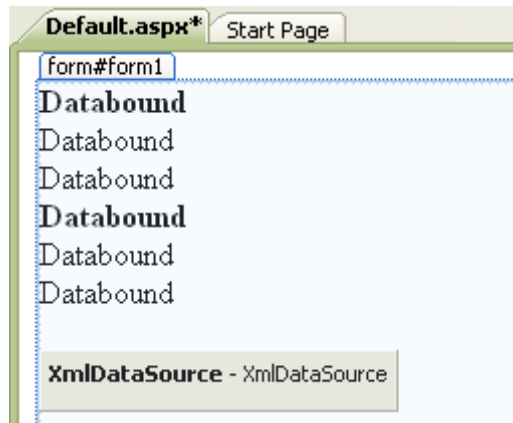 Default.aspx* Start Page
form#form1
Databound
Databound
Databound
Databound
Databound
Databound
XmlDataSource - XmlDataSource